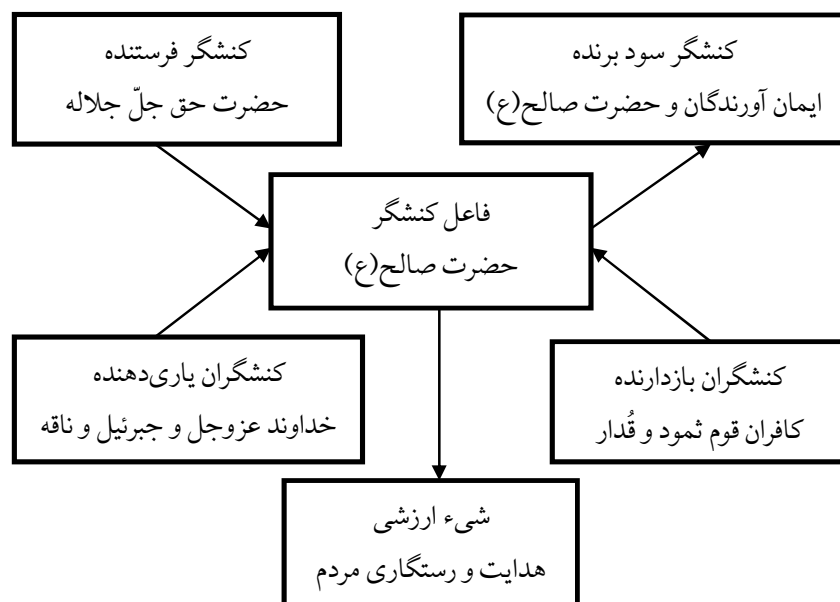 کنشگر سود برنده
ایمان آورندگان و حضرت صالح(ع)
کنشگر فرستنده
حضرت حق جلّ جلاله
فاعل کنشگر
حضرت صالح(ع)
کنشگران بازدارنده
کافران قوم ثمود و قُدار
کنشگران یاری‌دهنده
خداوند عزوجل و جبرئیل و ناقه
شیء ارزشی
هدایت و رستگاری مردم